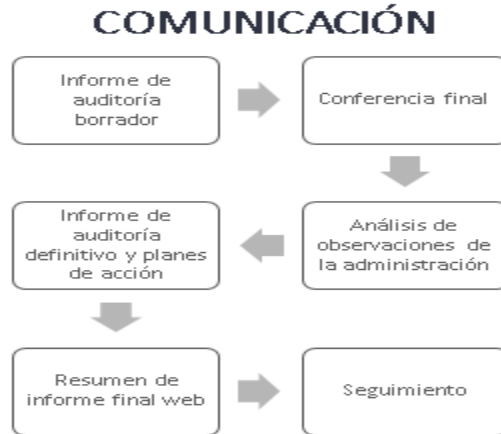 COMUNICACIÓN
Informe de
auditoría
borrador
Conferencia final
Análisis de
observaciones de
la administración
Informe de
auditoría
definitivo y planes
de acción
Resumen de
informe final web
Seguimiento